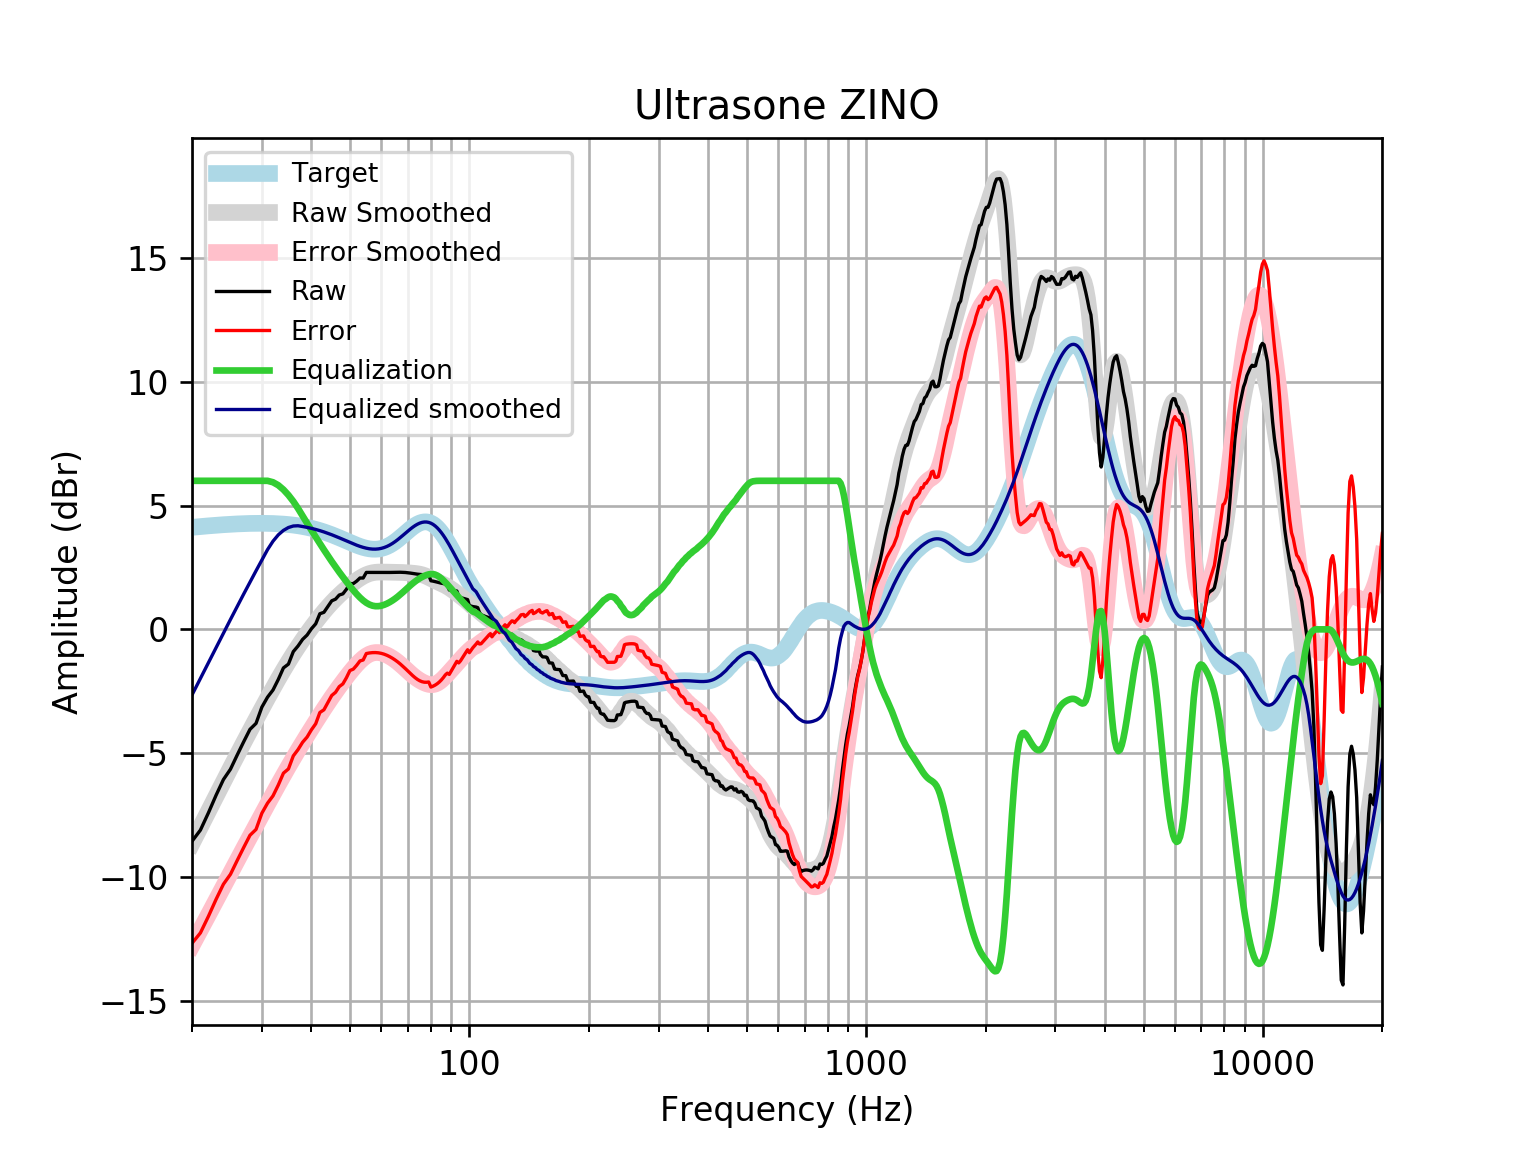 Ultrasone ZINO
Target
Raw Smoothed
Error Smoothed
Raw
Error
Equalization
Equalized smoothed
15
10
5
0
−5
−10
−15
Amplitude (dBr)
100
1000
10000
Frequency (Hz)